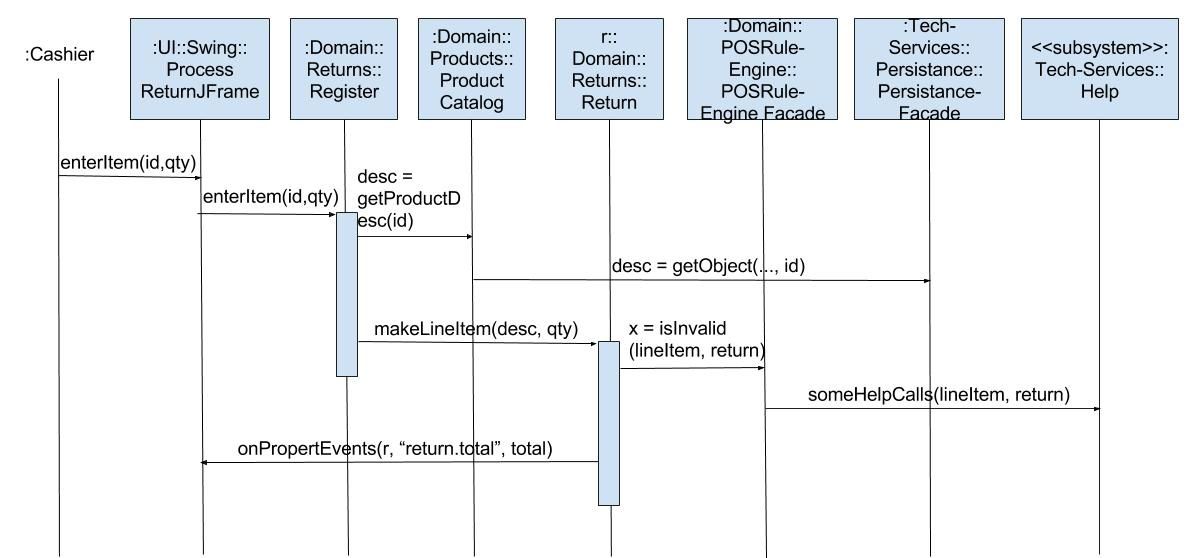 :Cashier
:UI::Swing::
Process
ReturnJFrame
:Domain::
Returns::
Register
:Domain::
Products::
Product
Catalog
r::
Domain::
Returns::
Return
:Domain::
POSRule-
Engine::
POSRule-
Engine Facade
:Tech-
Services::
Persistance::
Persistance-
Facade
<<subsystem>>:
Tech-Services::
Help
enterItem(id,qty)
enterItem(id,qty)
desc =
getProductD
esc(id)
desc = getObject(..., id)
makeLineItem(desc, qty)
x = isInvalid
(lineItem, return)
someHelpCalls(lineItem, return)
onPropertEvents(r, “return.total”, total)